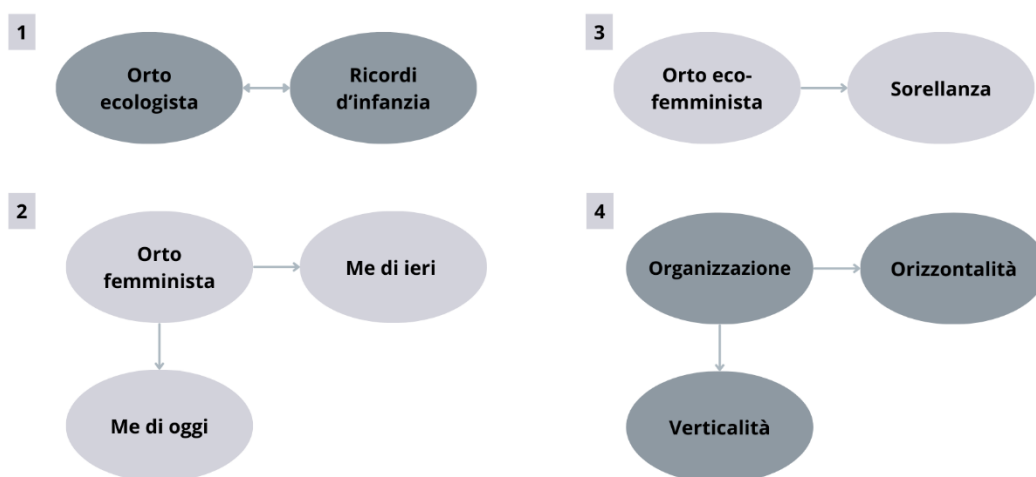 1
Orto
ecologista
Ricordi
d'infanzia
2
Orto
femminista
Me di ieri
Me di oggi
3
Orto eco-
femminista
Sorellanza
4
Organizzazione
Orizzontalità
Verticalità